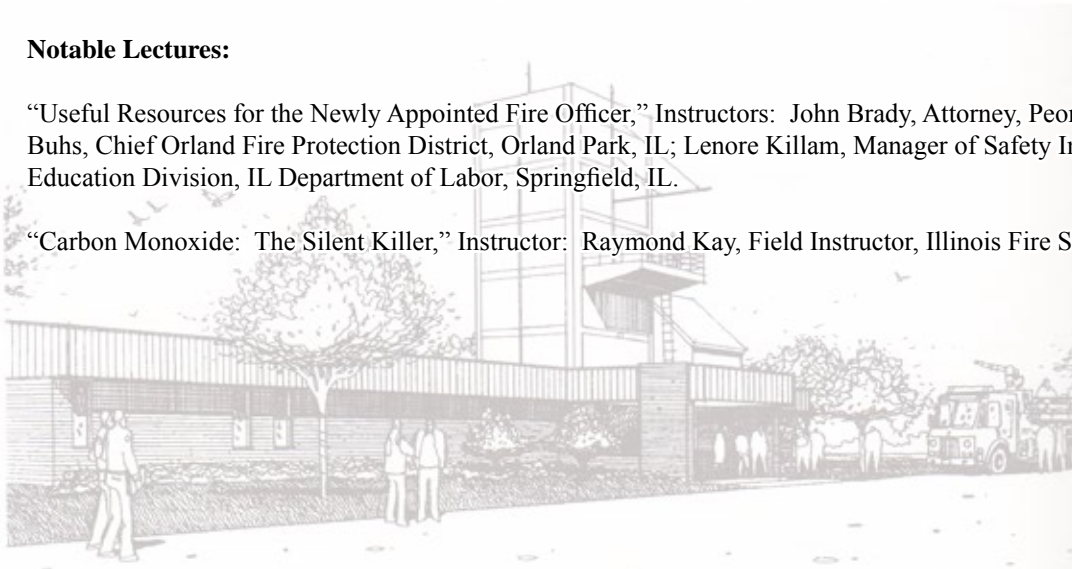 Notable Lectures:
“Useful Resources for the Newly Appointed Fire Officer,” Instructors:  John Brady, Attorney,
Buhs, Chief Orland Fire Protection District, Orland Park, IL; Lenore Killam, Manager of Safety
Education Division, IL Department of Labor, Springfield, IL.
“Carbon Monoxide:  The Silent Killer,” Instructor:  Raymond Kay, Field Instructor, Illinois Fire